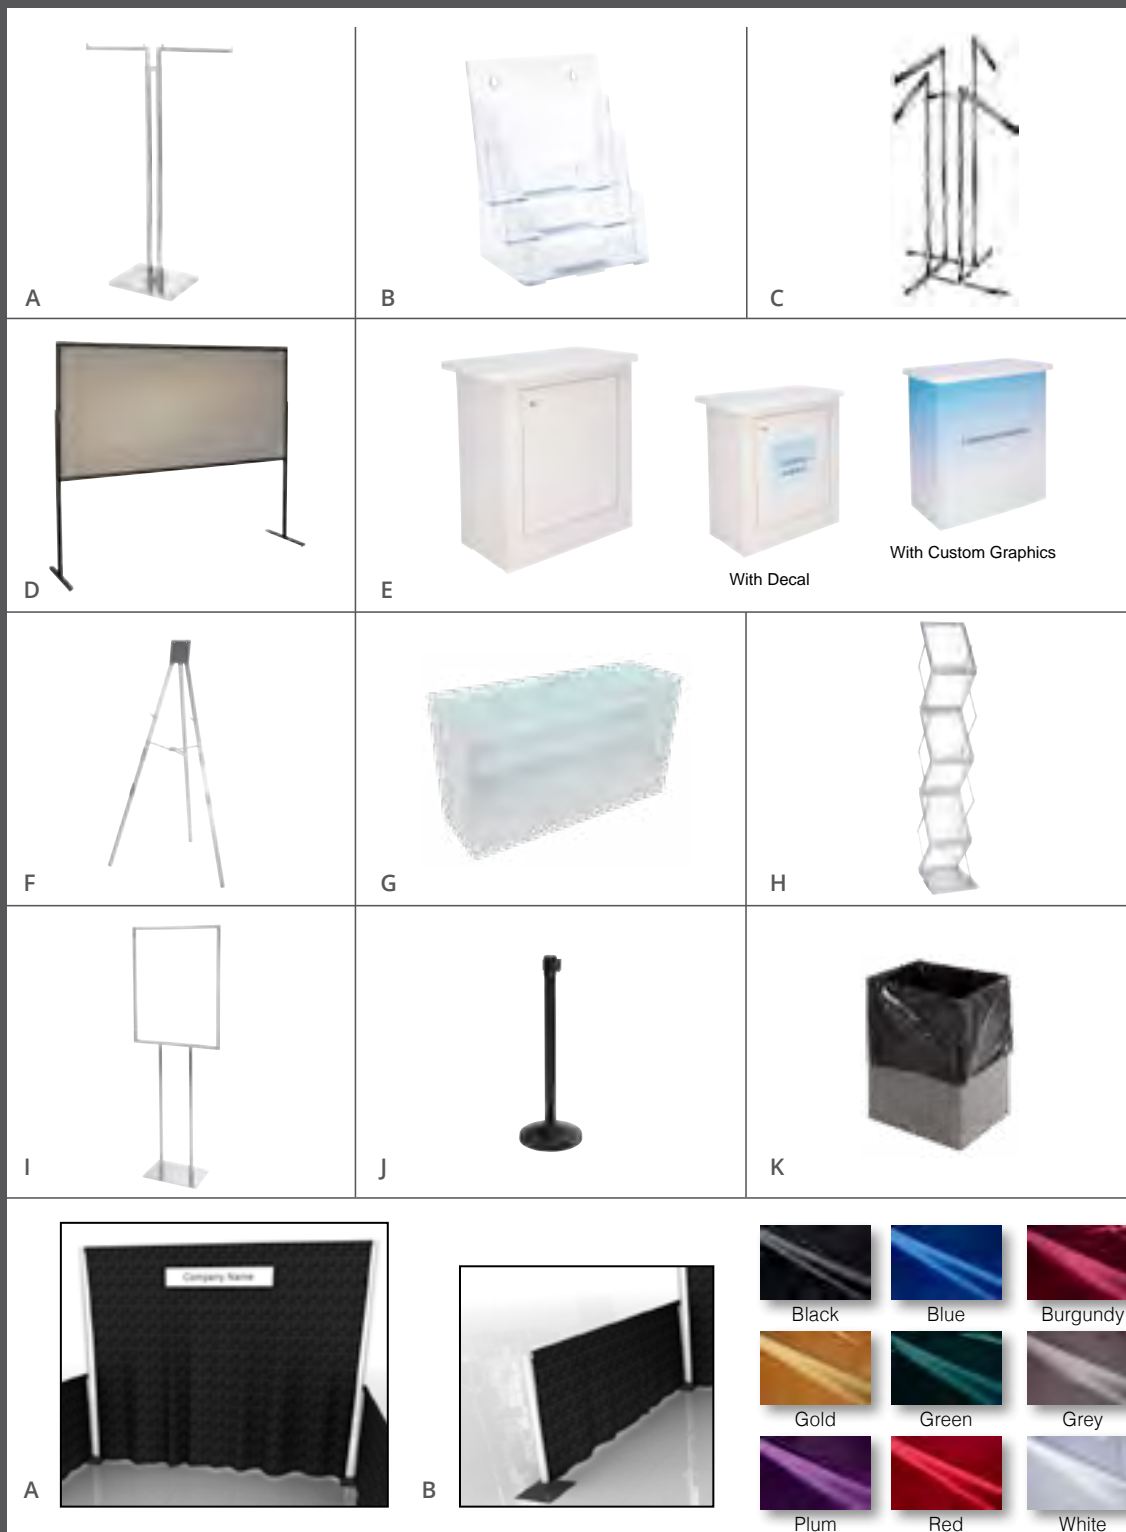 A
B
C
D
E
With Decal
With Custom Graphics
F
G
H
I
J
K
Company Name
A
B
Black
Blue
Burgundy
Gold
Green
Grey
Plum
Red
White